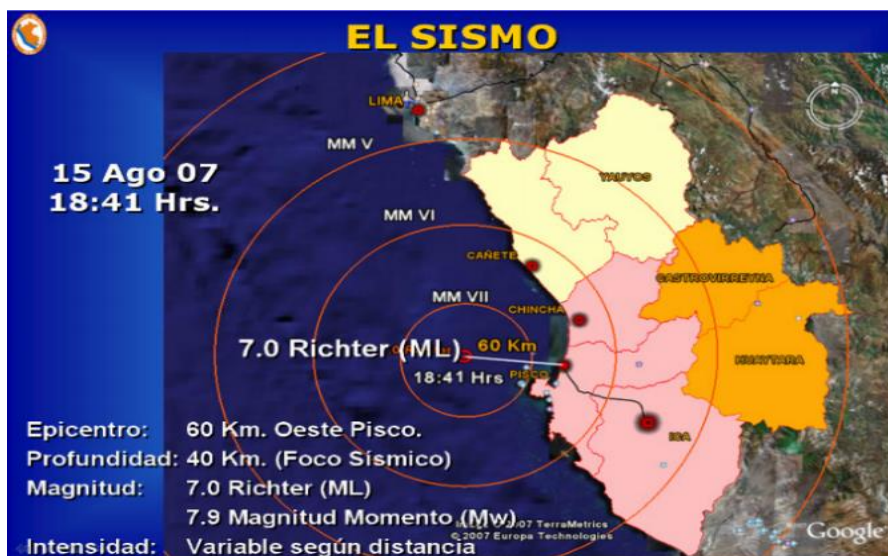 EL SISMO
LIMA
MM V
15 Ago 07
18:41 Hrs.
YAUYOS
MM VI
CAÑETE
CASTROVIRREYNA
MM VII
CHINCHA
7.0 Richter (ML)
60 Km
18:41 Hrs
PISCO
HUAYTARA
ICA
Epicentro: 60 Km. Oeste Pisco.
Profundidad: 40 Km. (Foco Sísmico)
Magnitud: 7.0 Richter (ML)
7.9 Magnitud Momento (Mw)
© 2007 TerraMetrics
© 2007 Europa Technologies
Google
Intensidad: Variable según distancia